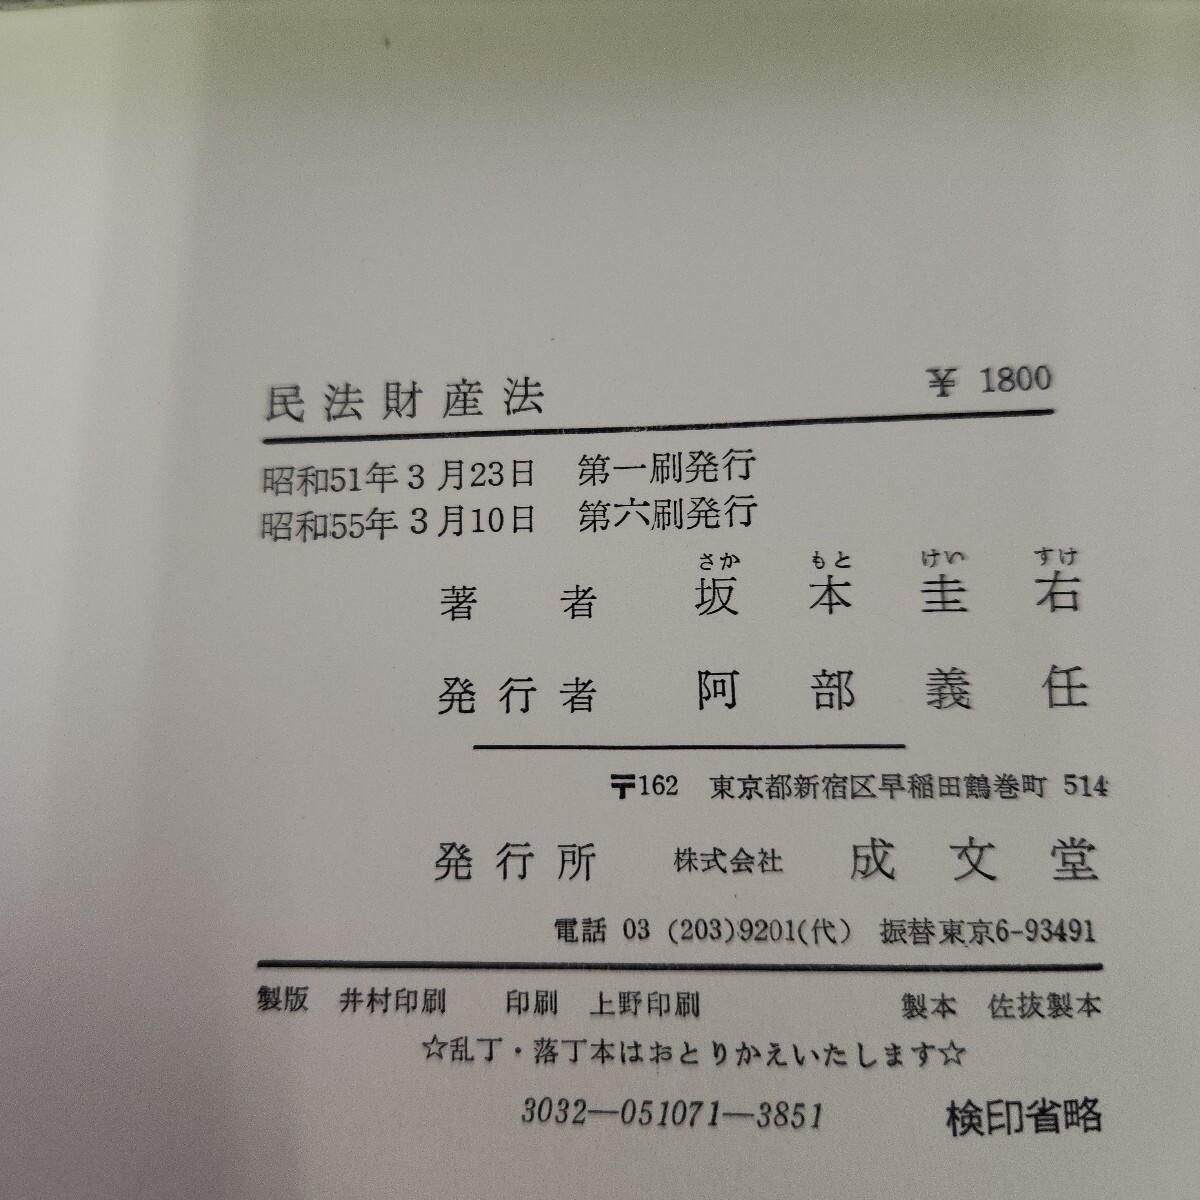 民法財産法 ¥ 1800
昭和51年3月23日 第一刷発行
昭和55年3月10日 第六刷発行
さか もと けい すけ
著者 坂本圭右
発行者 阿部義任
〒162 東京都新宿区早稲田鶴巻町 514
発行所 株式会社 成文堂
電話 03 (203)9201(代) 振替東京6-93491
製版 井村印刷 印刷 上野印刷 製本 佐抜製本
☆乱丁・落丁本はおとりかえいたします☆
3032—051071—3851 検印省略